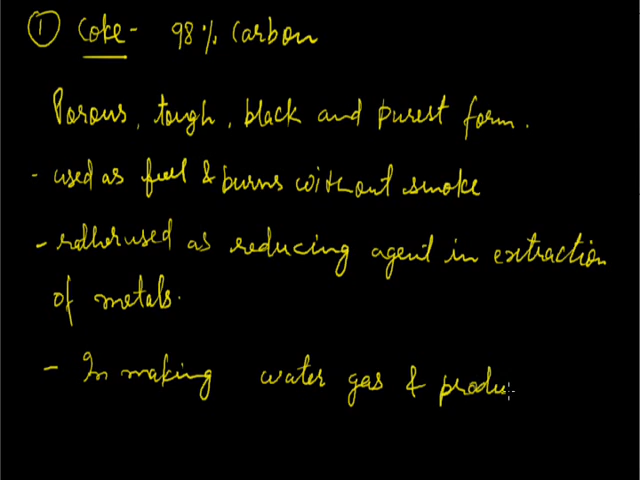 ① Coke - 98% Carbon
Porous, tough, black and purest form.
- used as fuel & burns without smoke
- rather used as reducing agent in extraction
of metals.
- In making water gas & produ